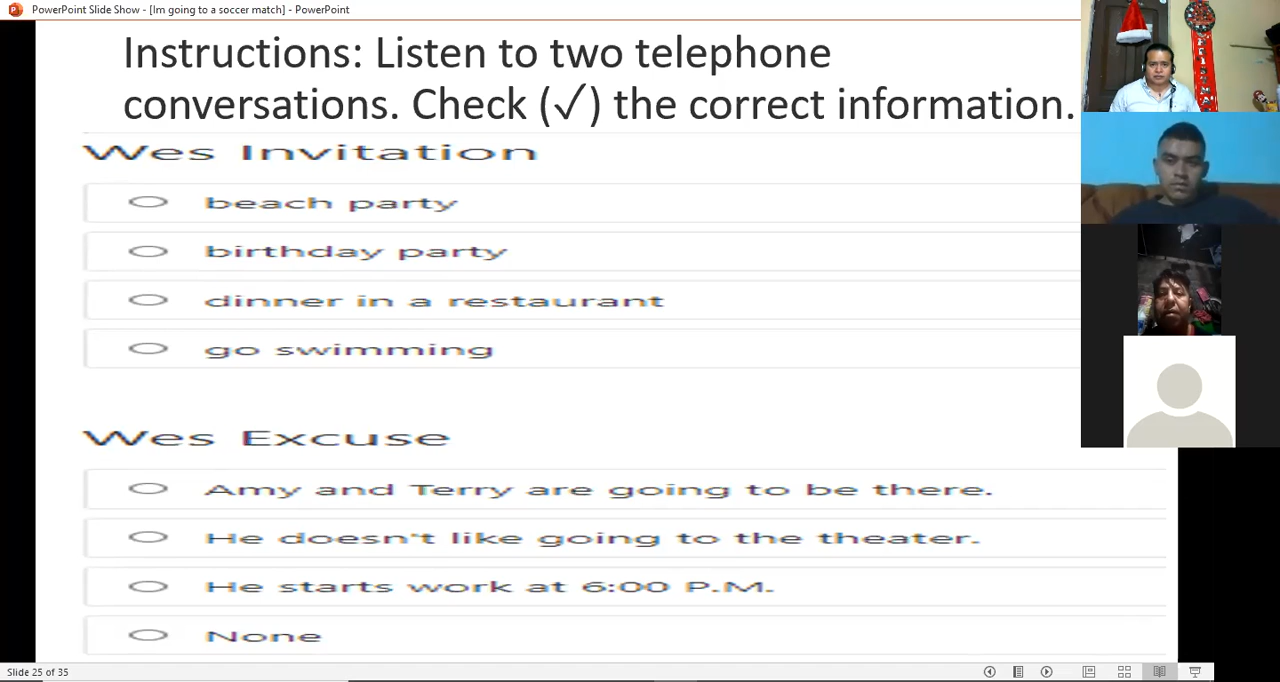 PowerPoint Slide Show - [Im going to a soccer match] - PowerPoint
Instructions: Listen to two telephone
conversations. Check (✓) the correct information.
Wes Invitation
beach party
birthday party
dinner in a restaurant
go swimming
Wes Excuse
Amy and Terry are going to be there.
He doesn't like going to the theater.
He starts work at 6:00 P.M.
None
Slide 25 of 35